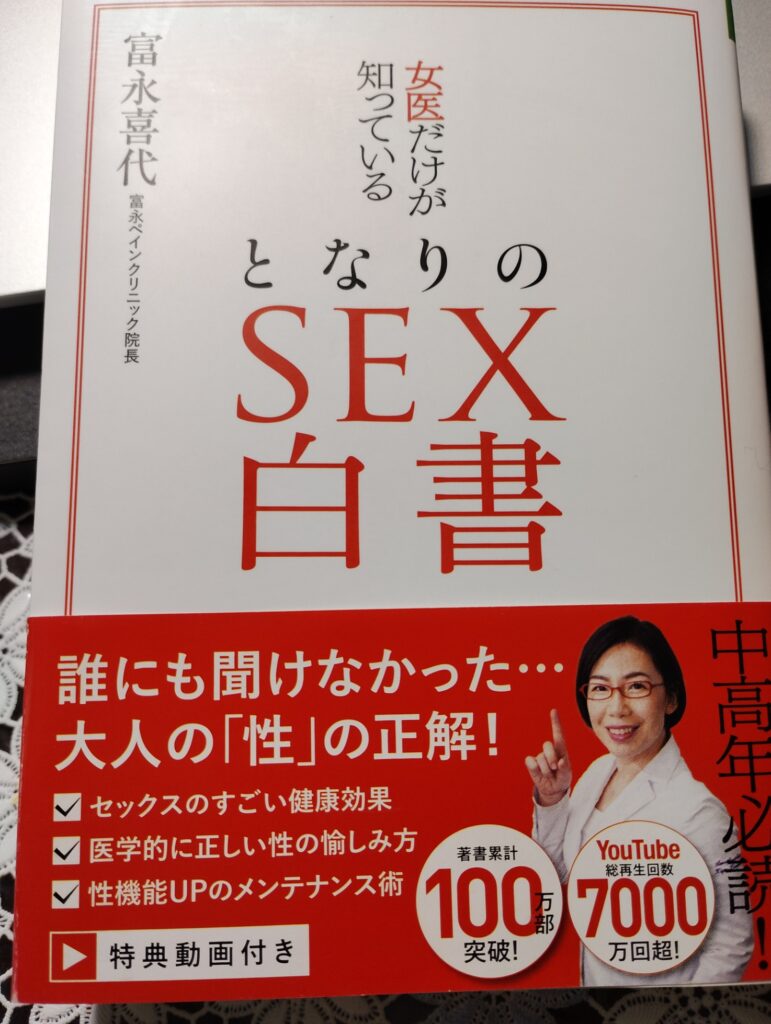 女医だけが
知っている
となりの
SEX
白書
富永喜代
富永ペインクリニック院長
誰にも聞けなかった…
大人の「性」の正解!
セックスのすごい健康効果
医学的に正しい性の愉しみ方
性機能UPのメンテナンス術
特典動画付き
著書累計
100万部
突破!
YouTube
総再生回数
7000
万回超!
中高年必読!